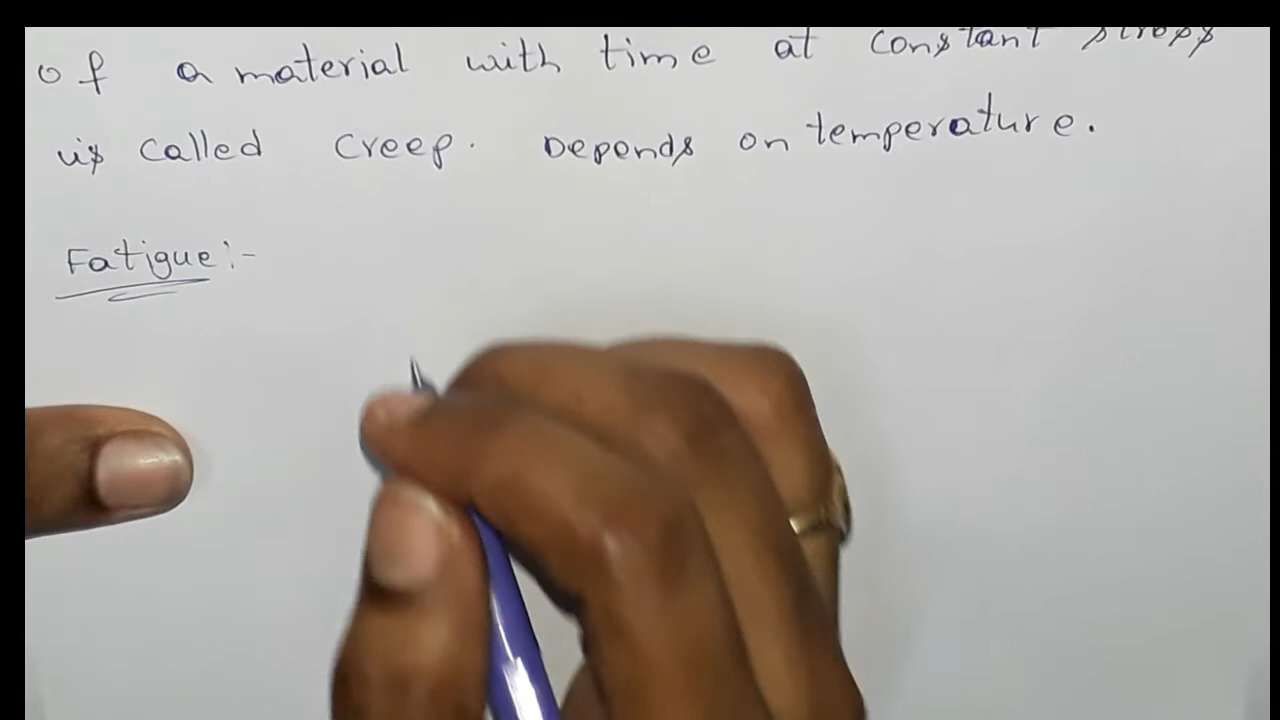 of a material with time at constant stress
is called creep. Depends on temperature.
Fatigue:-